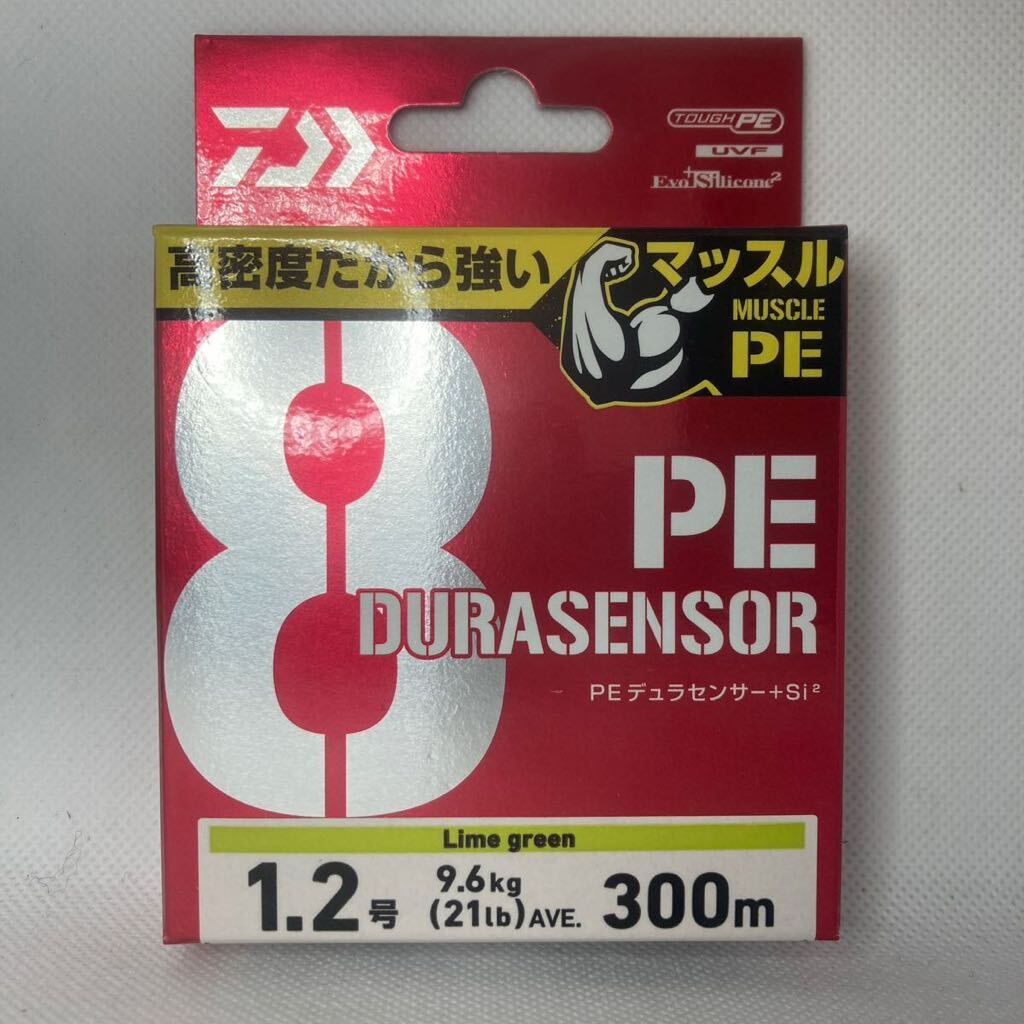 TOUGH PE
UVF
Evo+Silicone²
高密度だから強い
マッスル
MUSCLE
PE
8
PE
DURASENSOR
PEデュラセンサー+Si²
Lime green
1.2号 9.6kg (21lb)AVE. 300m